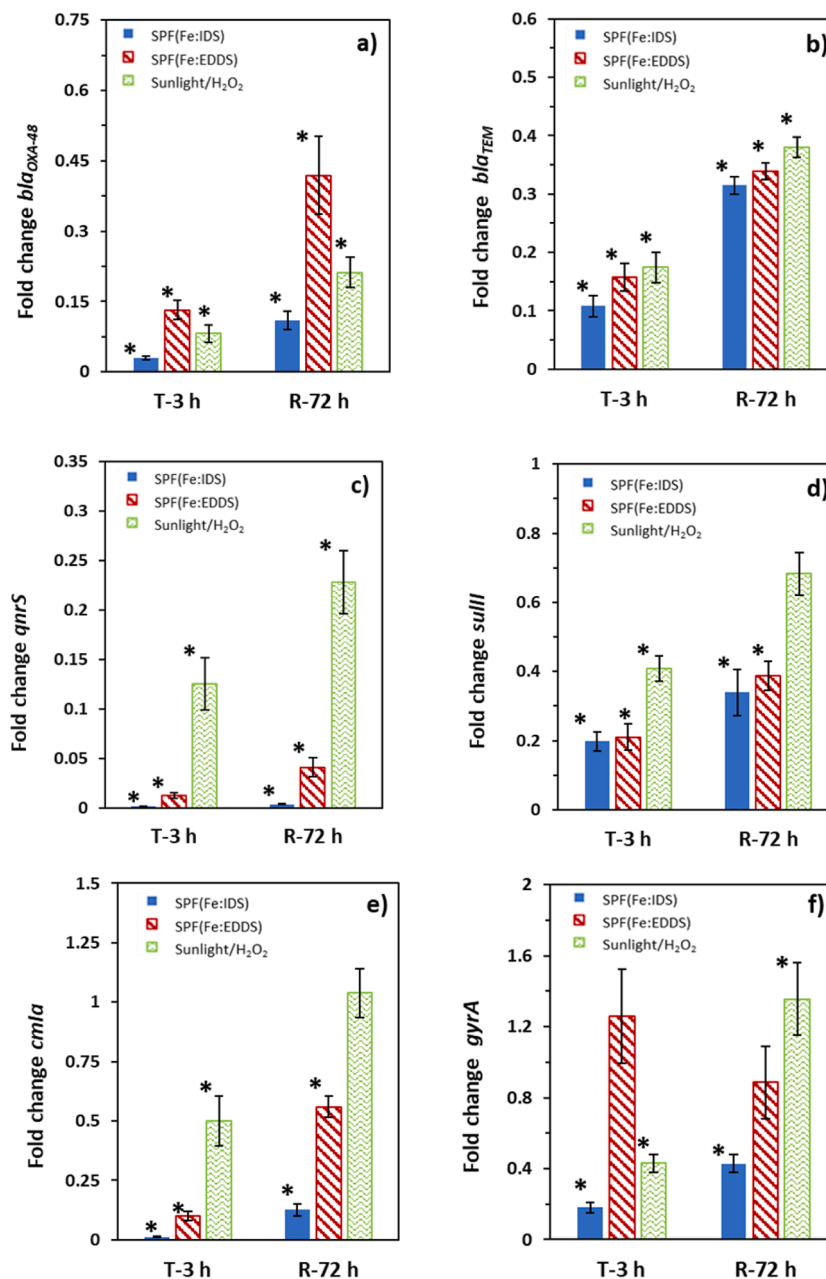 a)
SPF(Fe:IDS)
SPF(Fe:EDDS)
Sunlight/H₂O₂
Fold change bla_OXA-48
0.75
0.6
0.45
0.3
0.15
0
*
*
*
*
*
*
T-3 h R-72 h
b)
SPF(Fe:IDS)
SPF(Fe:EDDS)
Sunlight/H₂O₂
Fold change bla_TEM
0.6
0.5
0.4
0.3
0.2
0.1
0
*
*
*
*
*
*
T-3 h R-72 h
c)
SPF(Fe:IDS)
SPF(Fe:EDDS)
Sunlight/H₂O₂
Fold change qnrS
0.35
0.3
0.25
0.2
0.15
0.1
0.05
0
*
*
*
*
*
*
T-3 h R-72 h
d)
SPF(Fe:IDS)
SPF(Fe:EDDS)
Sunlight/H₂O₂
Fold change sulII
1
0.8
0.6
0.4
0.2
0
*
*
*
*
*
T-3 h R-72 h
e)
SPF(Fe:IDS)
SPF(Fe:EDDS)
Sunlight/H₂O₂
Fold change cmla
1.5
1.25
1
0.75
0.5
0.25
0
*
*
*
*
*
T-3 h R-72 h
f)
SPF(Fe:IDS)
SPF(Fe:EDDS)
Sunlight/H₂O₂
Fold change gyrA
2
1.6
1.2
0.8
0.4
0
*
*
*
*
T-3 h R-72 h